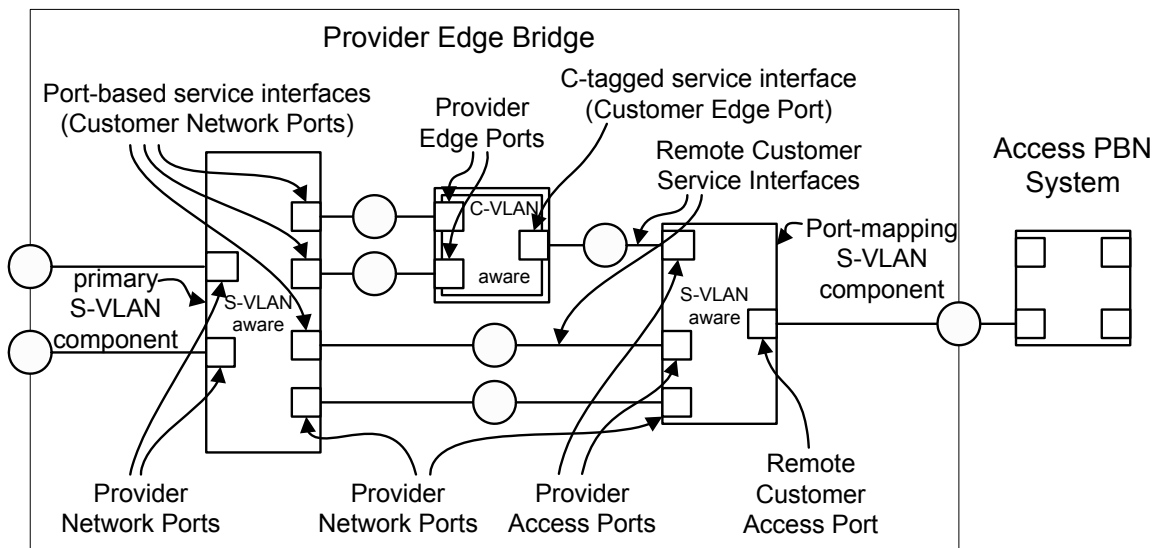 Provider Edge Bridge
Port-based service interfaces
(Customer Network Ports)
Provider
Edge Ports
C-tagged service interface
(Customer Edge Port)
Remote Customer
Service Interfaces
Access PBN
System
C-VLAN
aware
Port-mapping
S-VLAN
component
primary
S-VLAN
component
S-VLAN
aware
S-VLAN
aware
Provider
Network Ports
Provider
Network Ports
Provider
Access Ports
Remote
Customer
Access Port